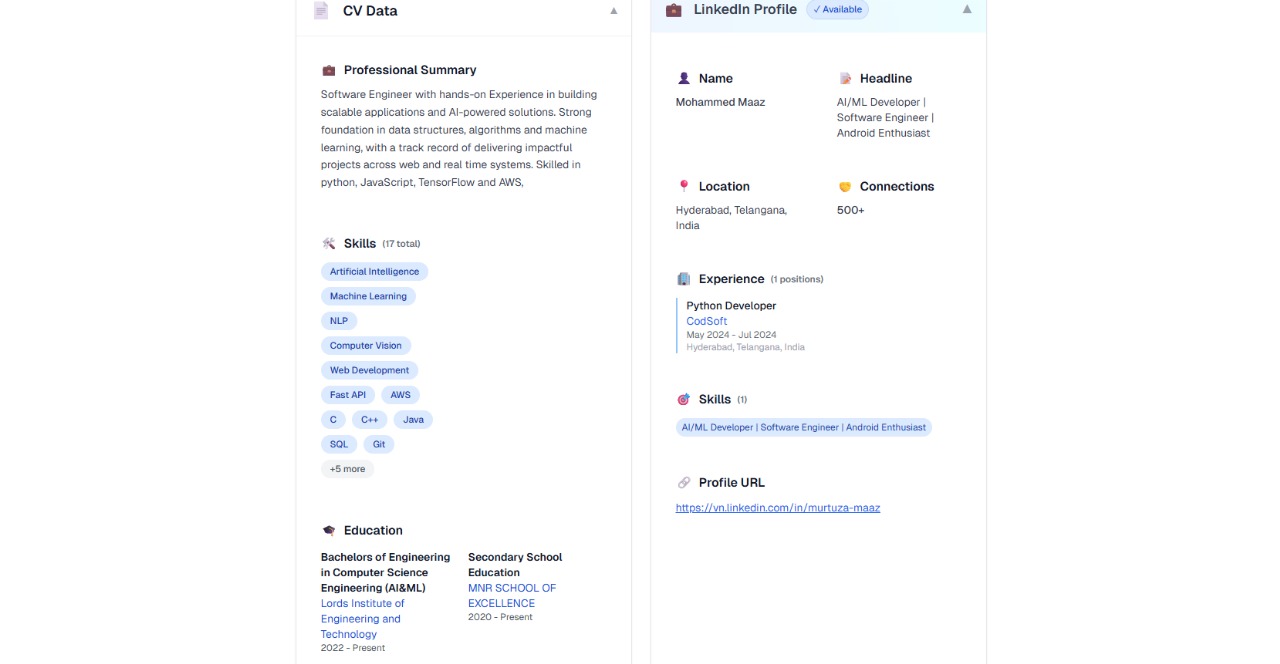 CV Data
▲
Professional Summary
Software Engineer with hands-on Experience in building
scalable applications and AI-powered solutions. Strong
foundation in data structures, algorithms and machine
learning, with a track record of delivering impactful
projects across web and real time systems. Skilled in
python, JavaScript, TensorFlow and AWS,
Skills (17 total)
Artificial Intelligence
Machine Learning
NLP
Computer Vision
Web Development
Fast API AWS
C C++ Java
SQL Git
+5 more
Education
Bachelors of Engineering
in Computer Science
Engineering (AI&ML)
Lords Institute of
Engineering and
Technology
2022 - Present
Secondary School
Education
MNR SCHOOL OF
EXCELLENCE
2020 - Present
LinkedIn Profile ✓ Available
▲
Name
Mohammed Maaz
Headline
AI/ML Developer |
Software Engineer |
Android Enthusiast
Location
Hyderabad, Telangana,
India
Connections
500+
Experience (1 positions)
Python Developer
CodSoft
May 2024 - Jul 2024
Hyderabad, Telangana, India
Skills (1)
AI/ML Developer | Software Engineer | Android Enthusiast
Profile URL
https://vn.linkedin.com/in/murtuza-maaz